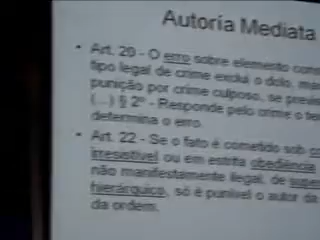 Autoria Mediata
• Art. 20 - O erro sobre elemento
tipo legal de crime exclui o dolo, mas
punição por crime culposo, se
(...) § 2º - Responde pelo crime o
determina o erro.
• Art. 22 - Se o fato é cometido sob
irresistível ou em estrita obediência
não manifestamente ilegal, de
hierárquico, só é punível o autor da
da ordem.